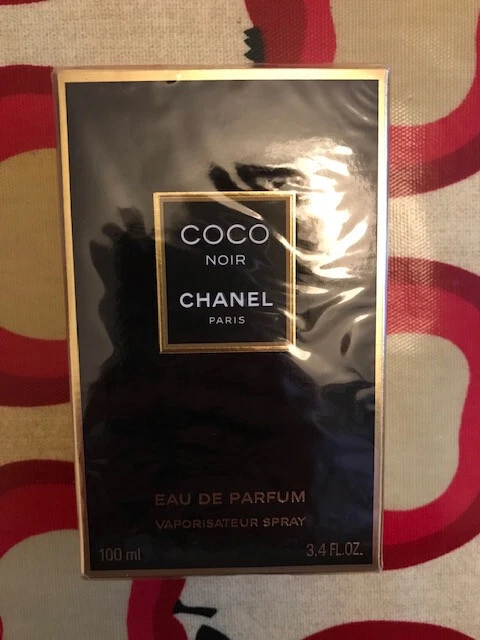 COCO
NOIR
CHANEL
PARIS
EAU DE PARFUM
VAPORISATEUR SPRAY
100 ml 3.4 FL.OZ.